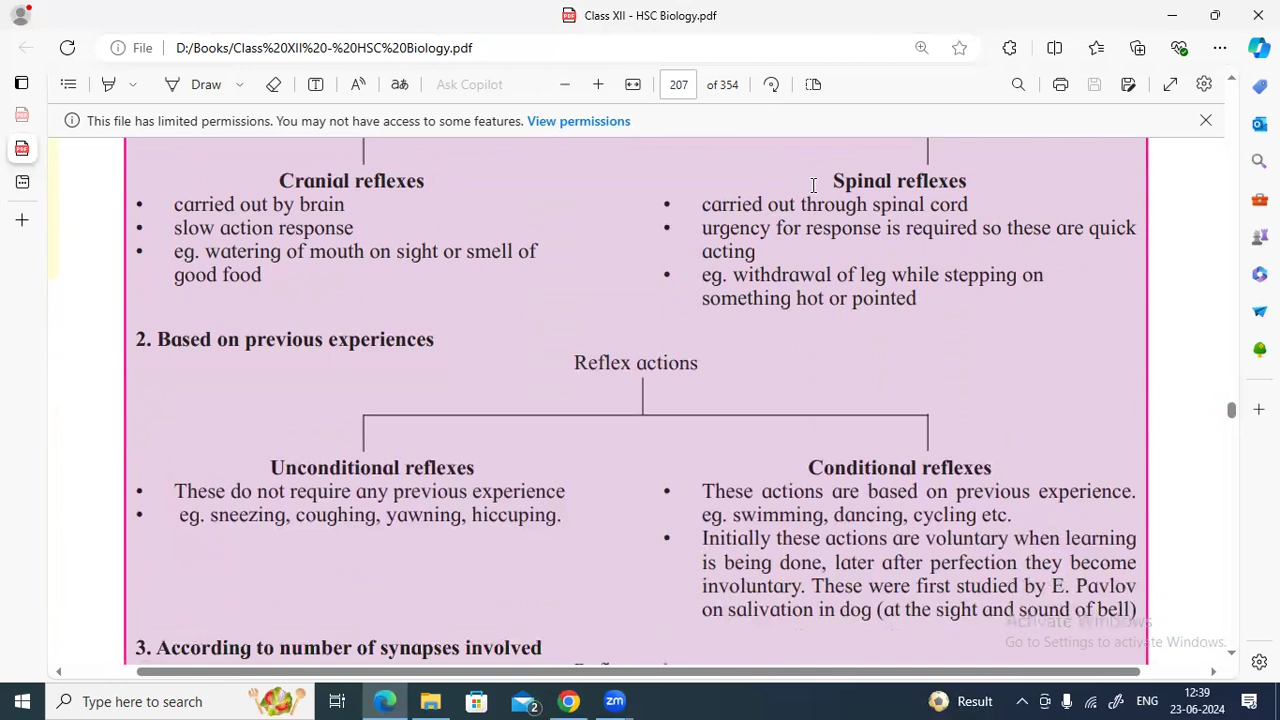 Class XII - HSC Biology.pdf
File
D:/Books/Class%20XII%20-%20HSC%20Biology.pdf
Draw
Ask Copilot
207
of 354
This file has limited permissions. You may not have access to some features. View permissions
Cranial reflexes
• carried out by brain
• slow action response
• eg. watering of mouth on sight or smell of
good food
Spinal reflexes
• carried out through spinal cord
• urgency for response is required so these are quick
acting
• eg. withdrawal of leg while stepping on
something hot or pointed
2. Based on previous experiences
Reflex actions
Unconditional reflexes
• These do not require any previous experience
• eg. sneezing, coughing, yawning, hiccuping.
Conditional reflexes
• These actions are based on previous experience.
eg. swimming, dancing, cycling etc.
• Initially these actions are voluntary when learning
is being done, later after perfection they become
involuntary. These were first studied by E. Pavlov
on salivation in dog (at the sight and sound of bell)
Activate Windows
Go to Settings to activate Windows.
3. According to number of synapses involved
Type here to search
2
zm
Result
ENG
12:39
23-06-2024